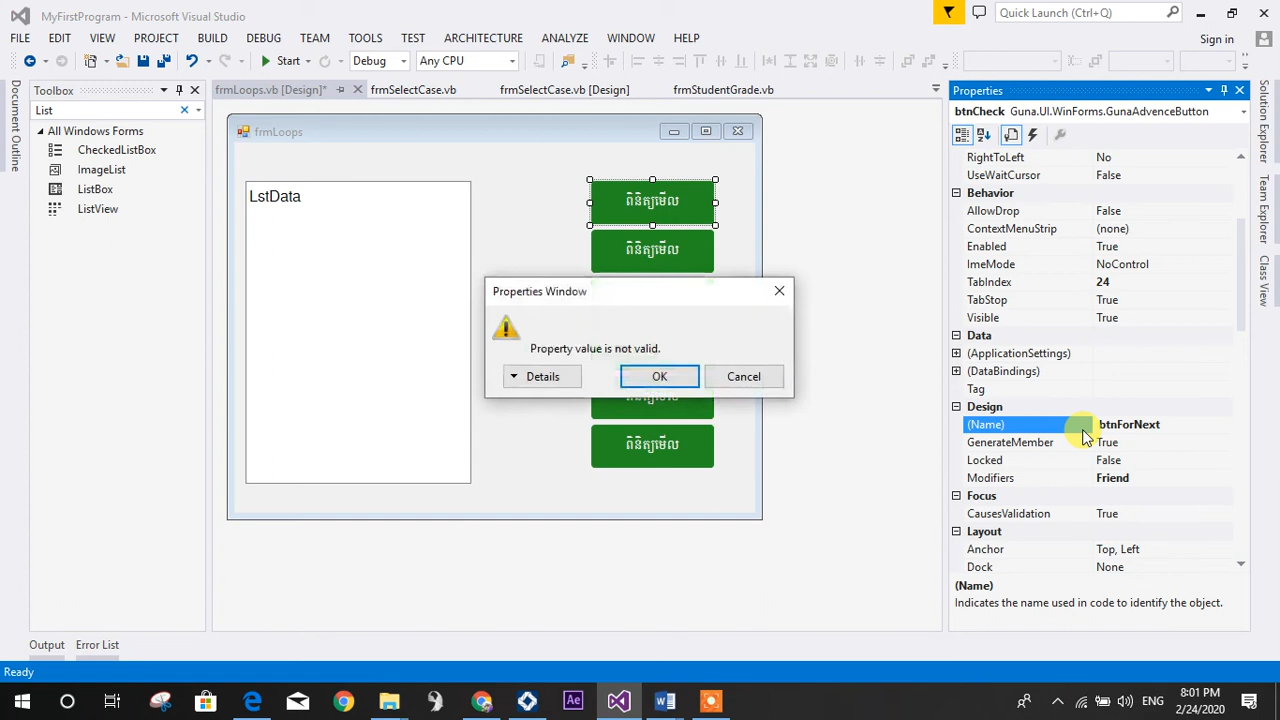 MyFirstProgram - Microsoft Visual Studio
Quick Launch (Ctrl+Q)
FILE EDIT VIEW PROJECT BUILD DEBUG TEAM TOOLS TEST ARCHITECTURE ANALYZE WINDOW HELP
Sign in
Start Debug Any CPU
Document Outline
Toolbox
List
All Windows Forms
CheckedListBox
ImageList
ListBox
ListView
frmLoops.vb [Design]* frmSelectCase.vb frmSelectCase.vb [Design] frmStudentGrade.vb
frmLoops
LstData
ពិនិត្យមើល
ពិនិត្យមើល
Properties Window
Property value is not valid.
Details OK Cancel
ពិនិត្យមើល
ពិនិត្យមើល
Properties
btnCheck Guna.UI.WinForms.GunaAdvenceButton
RightToLeft No
UseWaitCursor False
Behavior
AllowDrop False
ContextMenuStrip (none)
Enabled True
ImeMode NoControl
TabIndex 24
TabStop True
Visible True
Data
(ApplicationSettings)
(DataBindings)
Tag
Design
(Name) btnForNext
GenerateMember True
Locked False
Modifiers Friend
Focus
CausesValidation True
Layout
Anchor Top, Left
Dock None
(Name)
Indicates the name used in code to identify the object.
Solution Explorer
Team Explorer
Class View
Output Error List
Ready
Ae
ENG
8:01 PM
2/24/2020